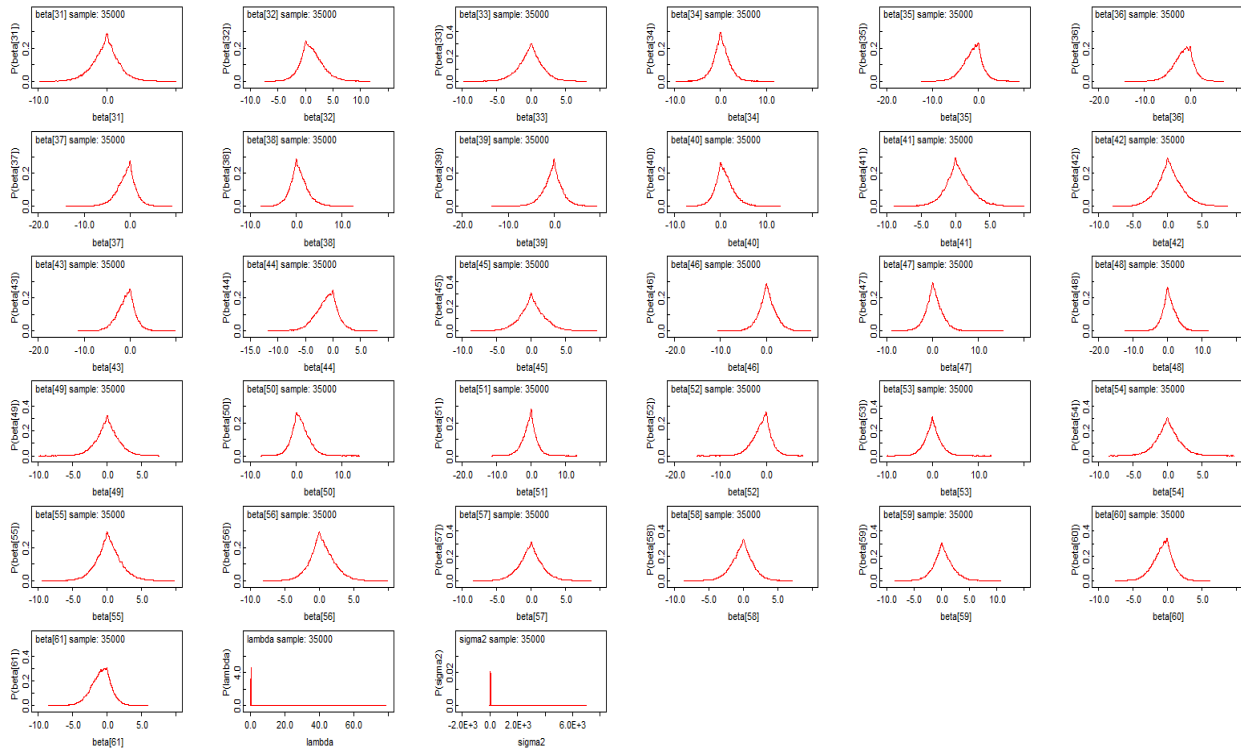 beta[31] sample: 35000
P(beta[31])
0.2
0.0
-10.0 0.0
beta[31]
beta[32] sample: 35000
P(beta[32])
0.2
0.0
-10.0 0.0 5.0 10.0 15.0
beta[32]
beta[33] sample: 35000
P(beta[33])
0.4
0.2
0.0
-10.0 -5.0 0.0 5.0
beta[33]
beta[34] sample: 35000
P(beta[34])
0.2
0.0
-10.0 0.0 10.0 20.0
beta[34]
beta[35] sample: 35000
P(beta[35])
0.2
0.0
-20.0 -10.0 0.0
beta[35]
beta[36] sample: 35000
P(beta[36])
0.2
0.0
-20.0 -10.0 0.0
beta[36]
beta[37] sample: 35000
P(beta[37])
0.2
0.0
-20.0 -10.0 0.0
beta[37]
beta[38] sample: 35000
P(beta[38])
0.2
0.0
-10.0 0.0 10.0
beta[38]
beta[39] sample: 35000
P(beta[39])
0.2
0.0
-20.0 -10.0 0.0
beta[39]
beta[40] sample: 35000
P(beta[40])
0.2
0.0
-10.0 0.0 10.0
beta[40]
beta[41] sample: 35000
P(beta[41])
0.2
0.0
-10.0 -5.0 0.0 5.0 10.0
beta[41]
beta[42] sample: 35000
P(beta[42])
0.2
0.0
-10.0 -5.0 0.0 5.0
beta[42]
beta[43] sample: 35000
P(beta[43])
0.2
0.0
-20.0 -10.0 0.0
beta[43]
beta[44] sample: 35000
P(beta[44])
0.2
0.0
-15.0 -10.0 -5.0 0.0 5.0
beta[44]
beta[45] sample: 35000
P(beta[45])
0.4
0.2
0.0
-10.0 -5.0 0.0 5.0
beta[45]
beta[46] sample: 35000
P(beta[46])
0.2
0.0
-20.0 -10.0 0.0
beta[46]
beta[47] sample: 35000
P(beta[47])
0.2
0.0
-10.0 0.0 10.0
beta[47]
beta[48] sample: 35000
P(beta[48])
0.2
0.0
-20.0 -10.0 0.0 10.0
beta[48]
beta[49] sample: 35000
P(beta[49])
0.4
0.2
0.0
-10.0 -5.0 0.0 5.0
beta[49]
beta[50] sample: 35000
P(beta[50])
0.2
0.0
-10.0 0.0 10.0
beta[50]
beta[51] sample: 35000
P(beta[51])
0.2
0.0
-20.0 -10.0 0.0 10.0
beta[51]
beta[52] sample: 35000
P(beta[52])
0.2
0.0
-20.0 -10.0 0.0
beta[52]
beta[53] sample: 35000
P(beta[53])
0.4
0.2
0.0
-10.0 0.0 10.0
beta[53]
beta[54] sample: 35000
P(beta[54])
0.4
0.2
0.0
-10.0 -5.0 0.0 5.0
beta[54]
beta[55] sample: 35000
P(beta[55])
0.2
0.0
-10.0 -5.0 0.0 5.0
beta[55]
beta[56] sample: 35000
P(beta[56])
0.2
0.0
-10.0 -5.0 0.0 5.0
beta[56]
beta[57] sample: 35000
P(beta[57])
0.4
0.2
0.0
-10.0 -5.0 0.0 5.0
beta[57]
beta[58] sample: 35000
P(beta[58])
0.4
0.2
0.0
-10.0 -5.0 0.0 5.0
beta[58]
beta[59] sample: 35000
P(beta[59])
0.4
0.2
0.0
-10.0 -5.0 0.0 5.0 10.0 15.0
beta[59]
beta[60] sample: 35000
P(beta[60])
0.4
0.2
0.0
-10.0 -5.0 0.0 5.0
beta[60]
beta[61] sample: 35000
P(beta[61])
0.4
0.2
0.0
-10.0 -5.0 0.0 5.0
beta[61]
lambda sample: 35000
P(lambda)
4.0
0.0
0.0 20.0 40.0 60.0
lambda
sigma2 sample: 35000
P(sigma2)
0.02
0.0
-2.0E+3 0.0 2.0E+3 6.0E+3
sigma2